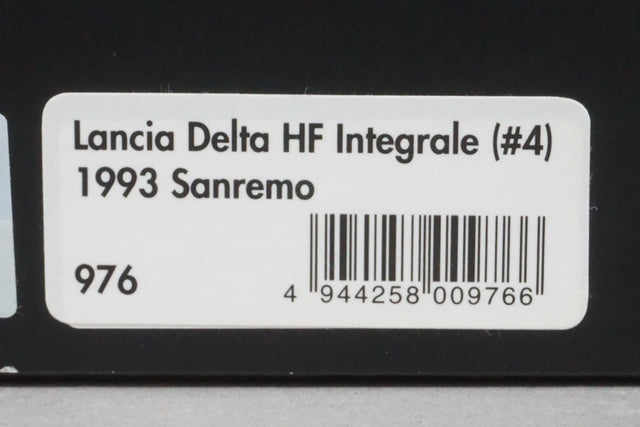 Lancia Delta HF Integrale (#4)
1993 Sanremo
976
4 944258 009766